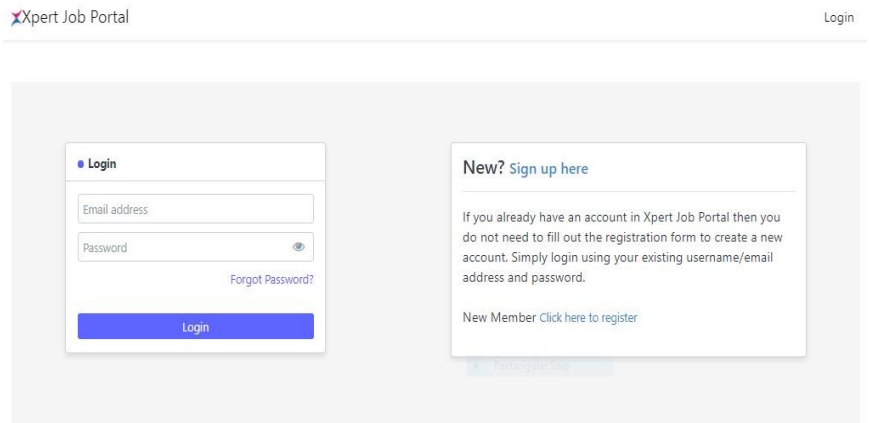 Xpert Job Portal
Login
Login
Email address
Password
Forgot Password?
Login
New? Sign up here
If you already have an account in Xpert Job Portal then you
do not need to fill out the registration form to create a new
account. Simply login using your existing username/email
address and password.
New Member Click here to register
Rectangular Snip